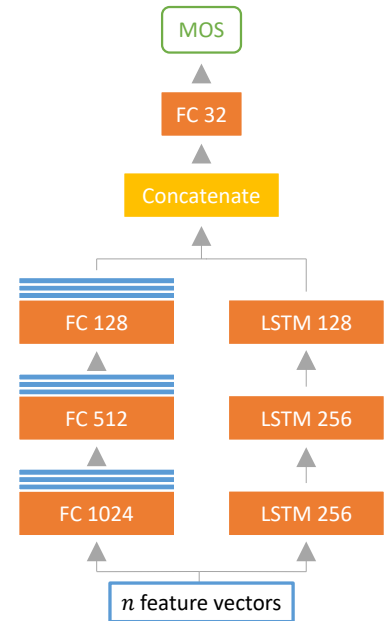 MOS
FC 32
Concatenate
FC 128
LSTM 128
FC 512
LSTM 256
FC 1024
LSTM 256
n feature vectors